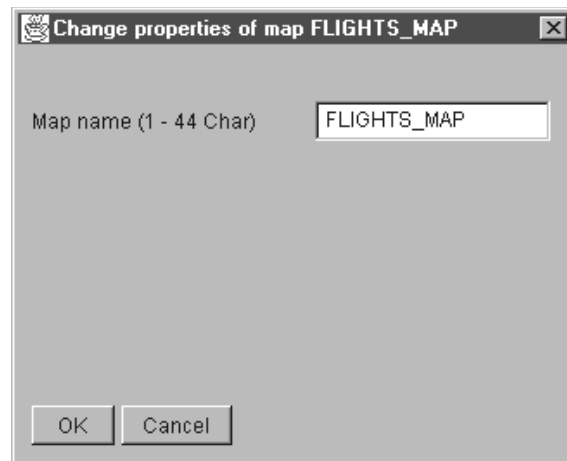 Change properties of map FLIGHTS_MAP
Map name (1 - 44 Char) FLIGHTS_MAP
OK Cancel